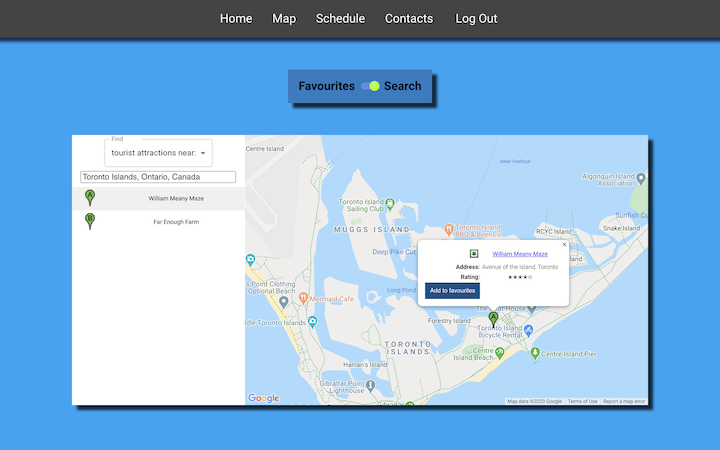 Home Map Schedule Contacts Log Out
Favourites Search
Find
tourist attractions near:
Toronto Islands, Ontario, Canada
A William Meany Maze
B Far Enough Farm
Centre Island
Inner Harbour
Algonquin Island
Association
Toronto Island
Sailing Club
Sunfish Cu
MUGGS ISLAND
Toronto Island
BBQ & Beer Co.
RCYC Island
Snake Island
Deep Pike Cut
William Meany Maze
Address: Avenue of the Island, Toronto
Rating: ★★★★☆
Add to favourites
s Point Clothing
Optional Beach
Long Pond
Mermaid Cafe
The Boat House
A
ddle Toronto Islands
Forestry Island
Toronto Island
Bicycle Rental
TORONTO
ISLANDS
Centre
Island Beach
Centre Island Pier
Hanlan's Island
Gibraltar Point
Lighthouse
Google
Map data ©2020 Google Terms of Use Report a map error